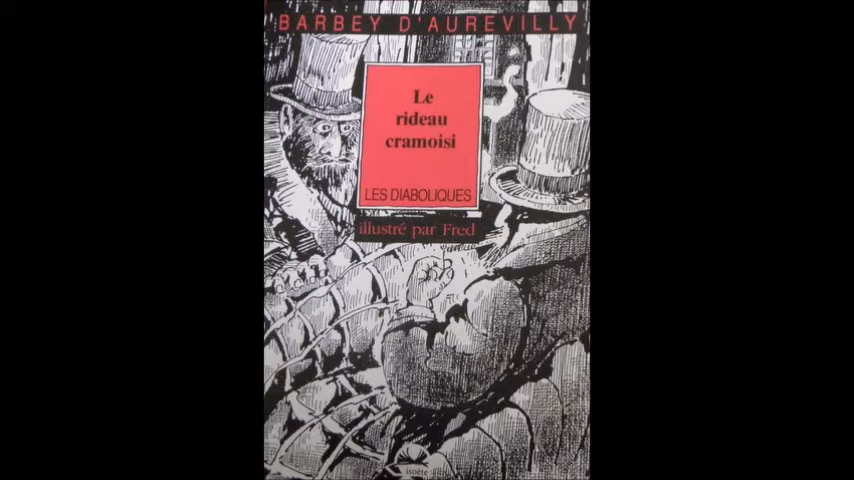 BARBEY D'AUREVILLY
Le
rideau
cramoisi
LES DIABOLIQUES
illustré par Fred
isoète